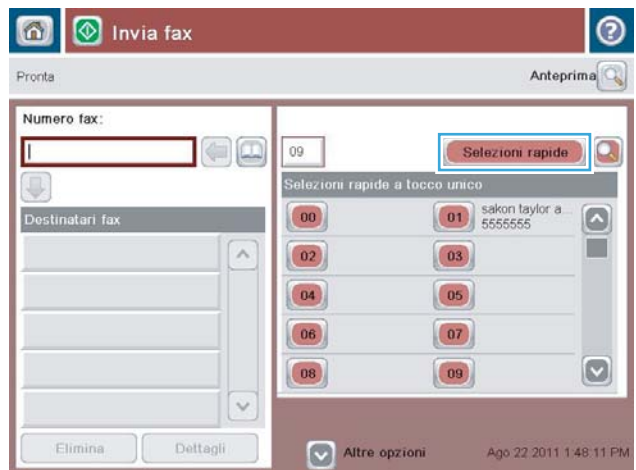 Invia fax
?
Pronta
Anteprima
Numero fax:
09
Selezioni rapide
Selezioni rapide a tocco unico
Destinatari fax
00
01
sakon taylor a...
5555555
02
03
04
05
06
07
08
09
Elimina
Dettagli
Altre opzioni
Ago 22 2011 1:48:11 PM